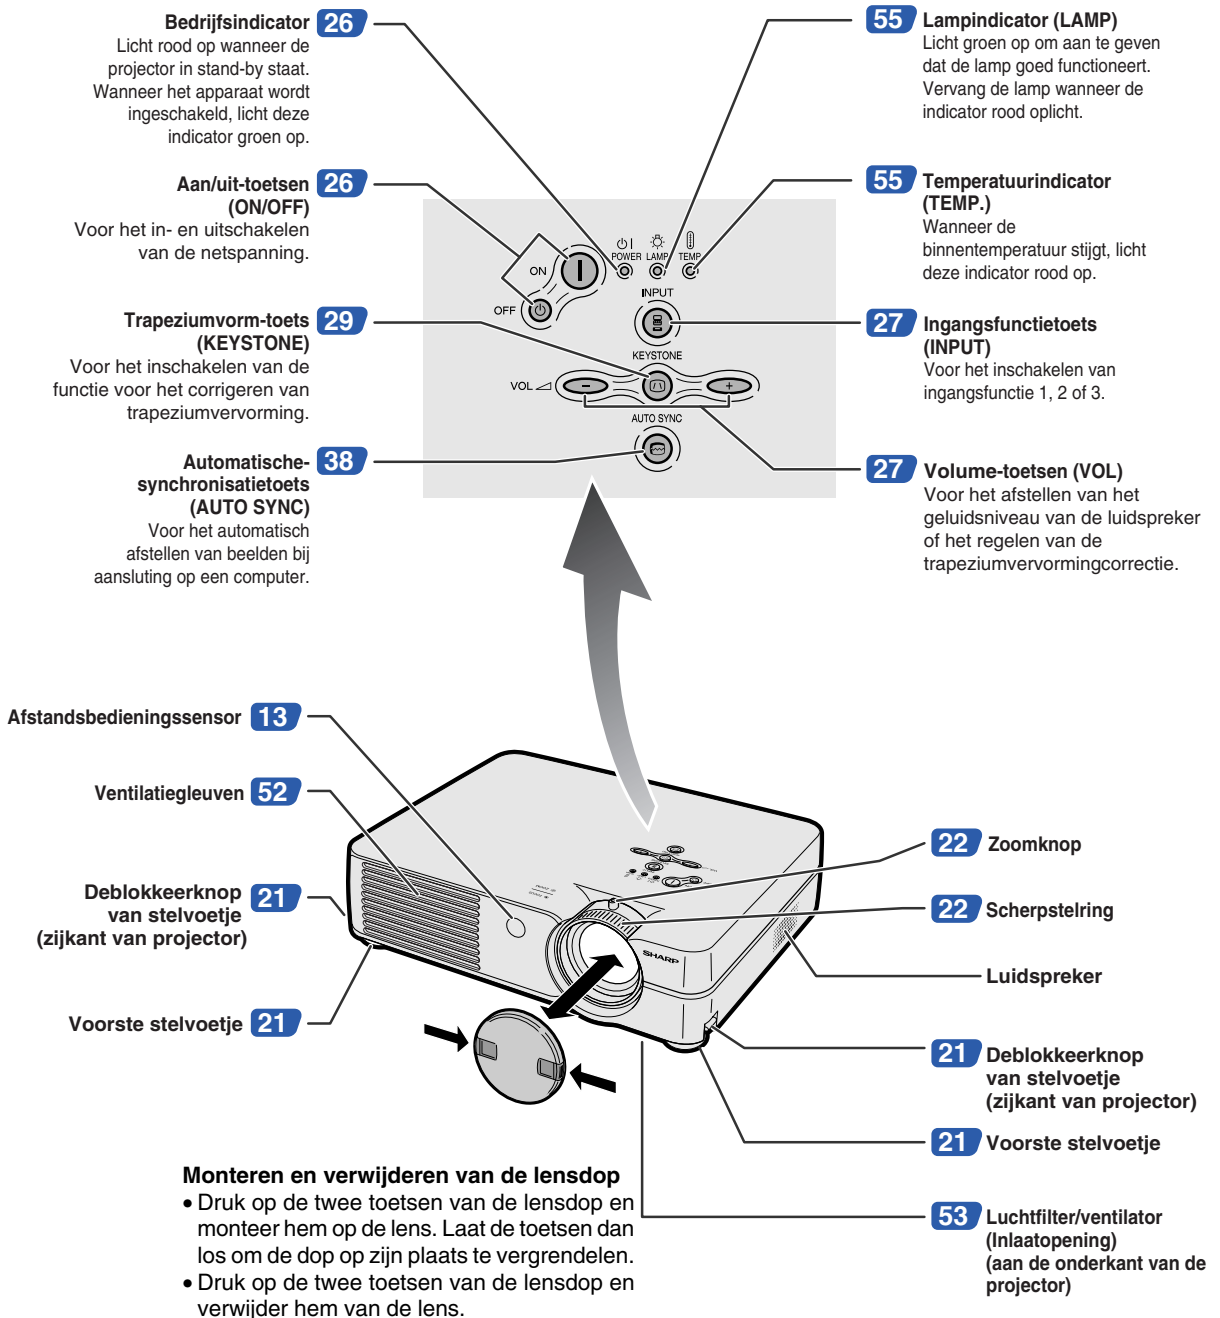 Bedrijfsindicator 26
Licht rood op wanneer de
projector in stand-by staat.
Wanneer het apparaat wordt
ingeschakeld, licht deze
indicator groen op.
Aan/uit-toetsen 26
(ON/OFF)
Voor het in- en uitschakelen
van de netspanning.
Trapeziumvorm-toets 29
(KEYSTONE)
Voor het inschakelen van de
functie voor het corrigeren van
trapeziumvervorming.
Automatische- 38
synchronisatietoets
(AUTO SYNC)
Voor het automatisch
afstellen van beelden bij
aansluting op een computer.
POWER LAMP TEMP.
ON
INPUT
OFF
KEYSTONE
VOL − +
AUTO SYNC
55 Lampindicator (LAMP)
Licht groen op om aan te geven
dat de lamp goed functioneert.
Vervang de lamp wanneer de
indicator rood oplicht.
55 Temperatuurindicator
(TEMP.)
Wanneer de
binnentemperatuur stijgt, licht
deze indicator rood op.
27 Ingangsfunctietoets
(INPUT)
Voor het inschakelen van
ingangsfunctie 1, 2 of 3.
27 Volume-toetsen (VOL)
Voor het afstellen van het
geluidsniveau van de luidspreker
of het regelen van de
trapeziumvervormingcorrectie.
Afstandsbedieningssensor 13
Ventilatiegleuven 52
Deblokkeerknop 21
van stelvoetje
(zijkant van projector)
Voorste stelvoetje 21
SHARP
22 Zoomknop
22 Scherpstelring
Luidspreker
21 Deblokkeerknop
van stelvoetje
(zijkant van projector)
21 Voorste stelvoetje
53 Luchtfilter/ventilator
(Inlaatopening)
(aan de onderkant van de
projector)
Monteren en verwijderen van de lensdop
• Druk op de twee toetsen van de lensdop en
monteer hem op de lens. Laat de toetsen dan
los om de dop op zijn plaats te vergrendelen.
• Druk op de twee toetsen van de lensdop en
verwijder hem van de lens.